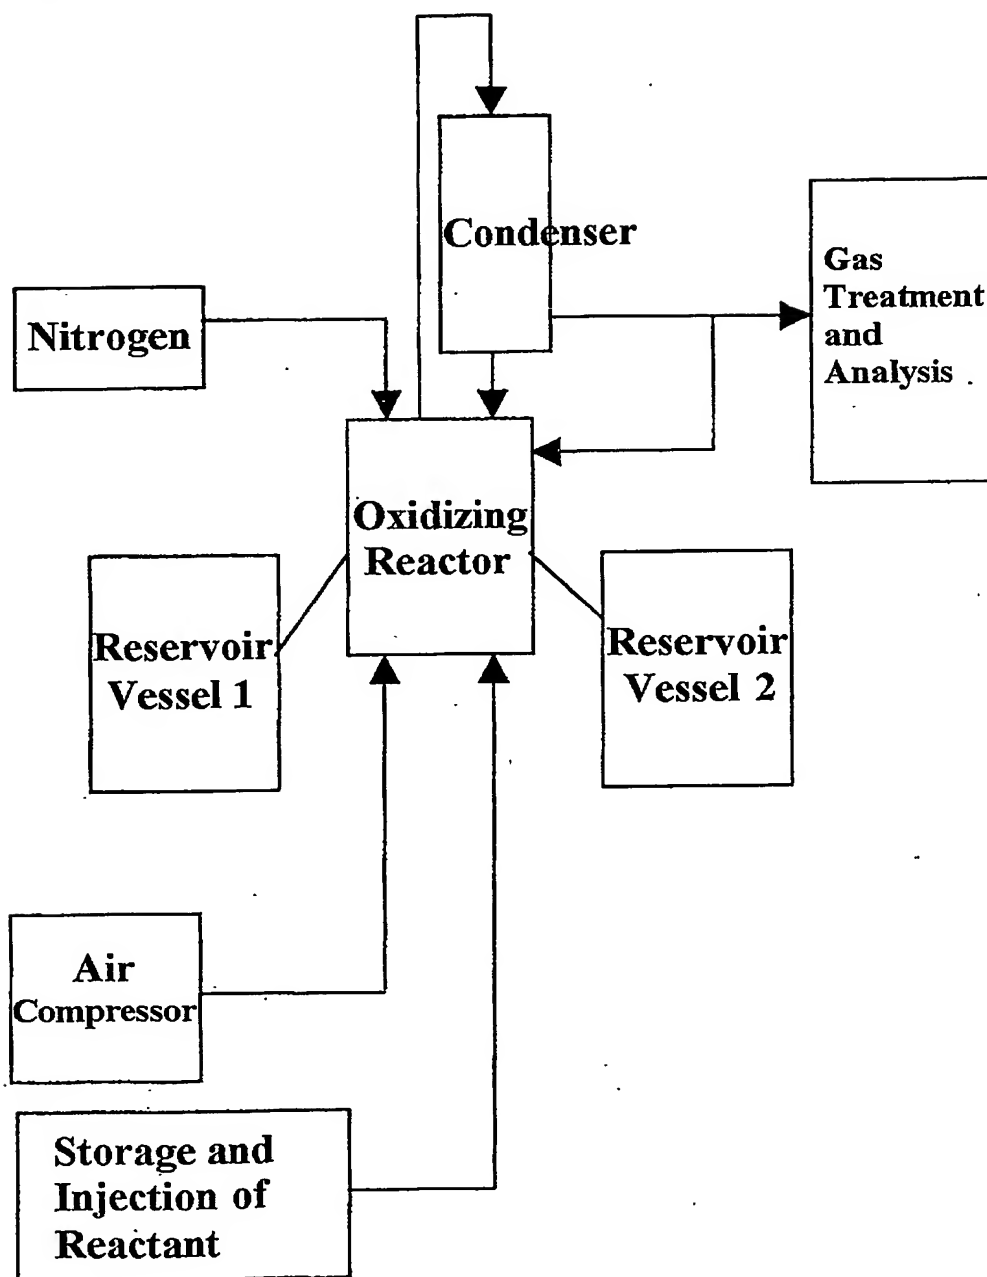 Condenser
Gas
Treatment
and
Analysis
Nitrogen
Oxidizing
Reactor
Reservoir
Vessel 1
Reservoir
Vessel 2
Air
Compressor
Storage and
Injection of
Reactant